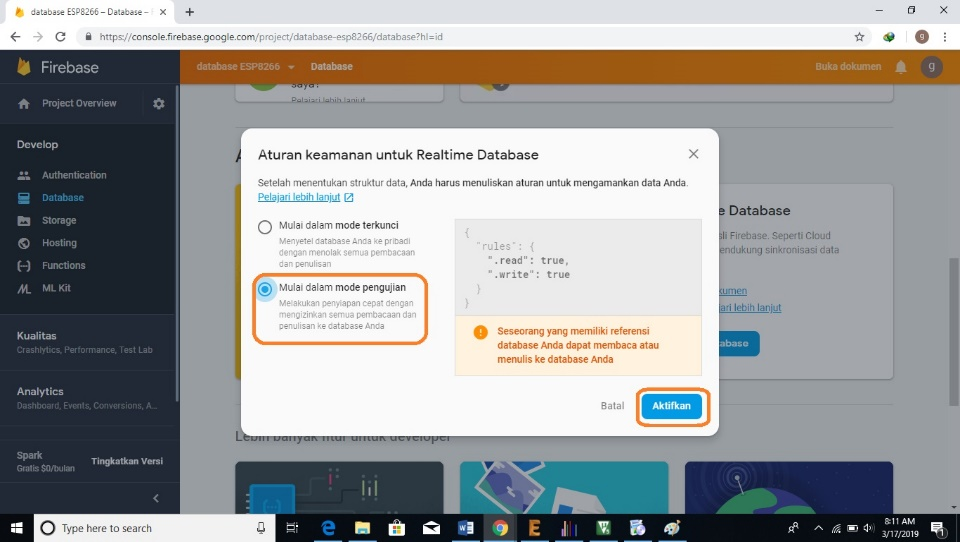 database ESP8266 – Database –
https://console.firebase.google.com/project/database-esp8266/database?hl=id
g
Firebase
database ESP8266
Database
Buka dokumen
g
Project Overview
Develop
Authentication
Database
Storage
Hosting
Functions
ML Kit
Kualitas
Crashlytics, Performance, Test Lab
Analytics
Dashboard, Events, Conversions, A...
Spark
Gratis $0/bulan
Tingkatkan Versi
saya?
Pelajari lebih lanjut
Aturan keamanan untuk Realtime Database
Setelah menentukan struktur data, Anda harus menuliskan aturan untuk mengamankan data Anda.
Pelajari lebih lanjut
Mulai dalam mode terkunci
Menyetel database Anda ke pribadi
dengan menolak semua pembacaan
dan penulisan
Mulai dalam mode pengujian
Melakukan penyiapan cepat dengan
mengizinkan semua pembacaan dan
penulisan ke database Anda
{
"rules": {
".read": true,
".write": true
}
}
Seseorang yang memiliki referensi
database Anda dapat membaca atau
menulis ke database Anda
Batal
Aktifkan
e Database
sli Firebase. Seperti Cloud
endukung sinkronisasi data
kumen
jari lebih lanjut
abase
Lebih banyak fitur untuk developer
Type here to search
8:11 AM
3/17/2019
1